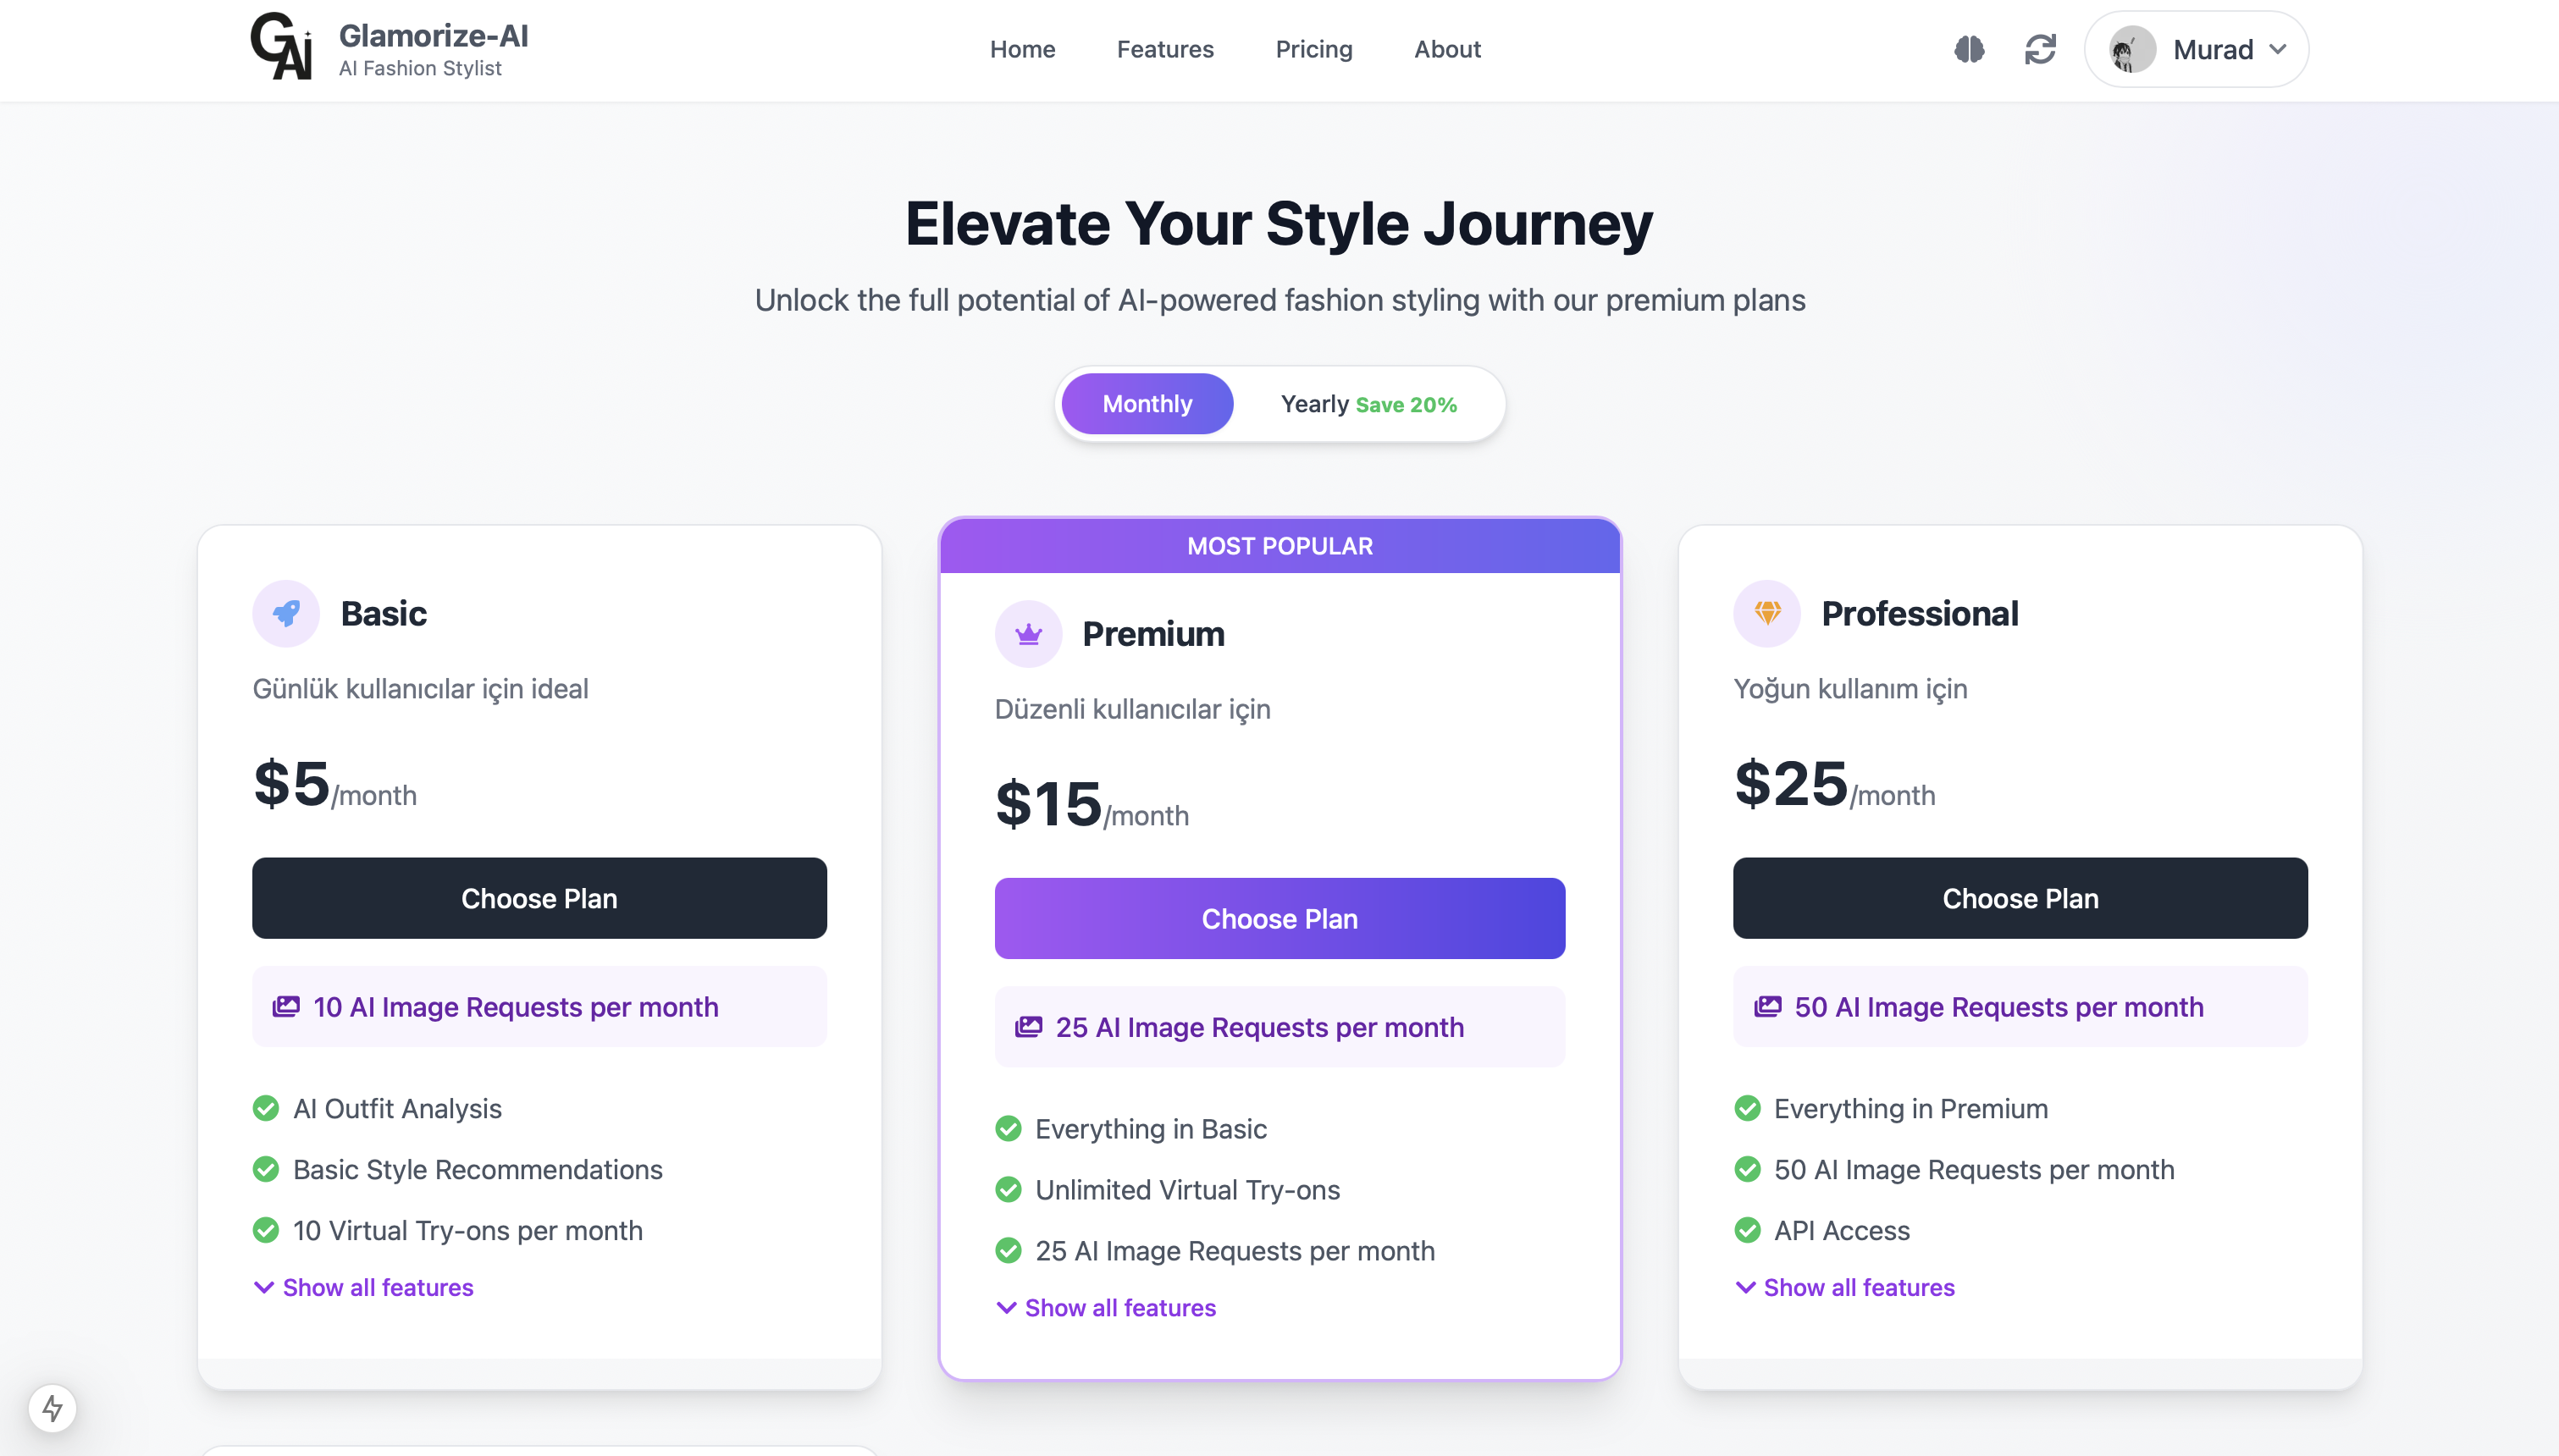 GAI
Glamorize-AI
AI Fashion Stylist
Home
Features
Pricing
About
Murad
Elevate Your Style Journey
Unlock the full potential of AI-powered fashion styling with our premium plans
Monthly
Yearly Save 20%
Basic
Günlük kullanıcılar için ideal
$5/month
Choose Plan
10 AI Image Requests per month
AI Outfit Analysis
Basic Style Recommendations
10 Virtual Try-ons per month
Show all features
MOST POPULAR
Premium
Düzenli kullanıcılar için
$15/month
Choose Plan
25 AI Image Requests per month
Everything in Basic
Unlimited Virtual Try-ons
25 AI Image Requests per month
Show all features
Professional
Yoğun kullanım için
$25/month
Choose Plan
50 AI Image Requests per month
Everything in Premium
50 AI Image Requests per month
API Access
Show all features